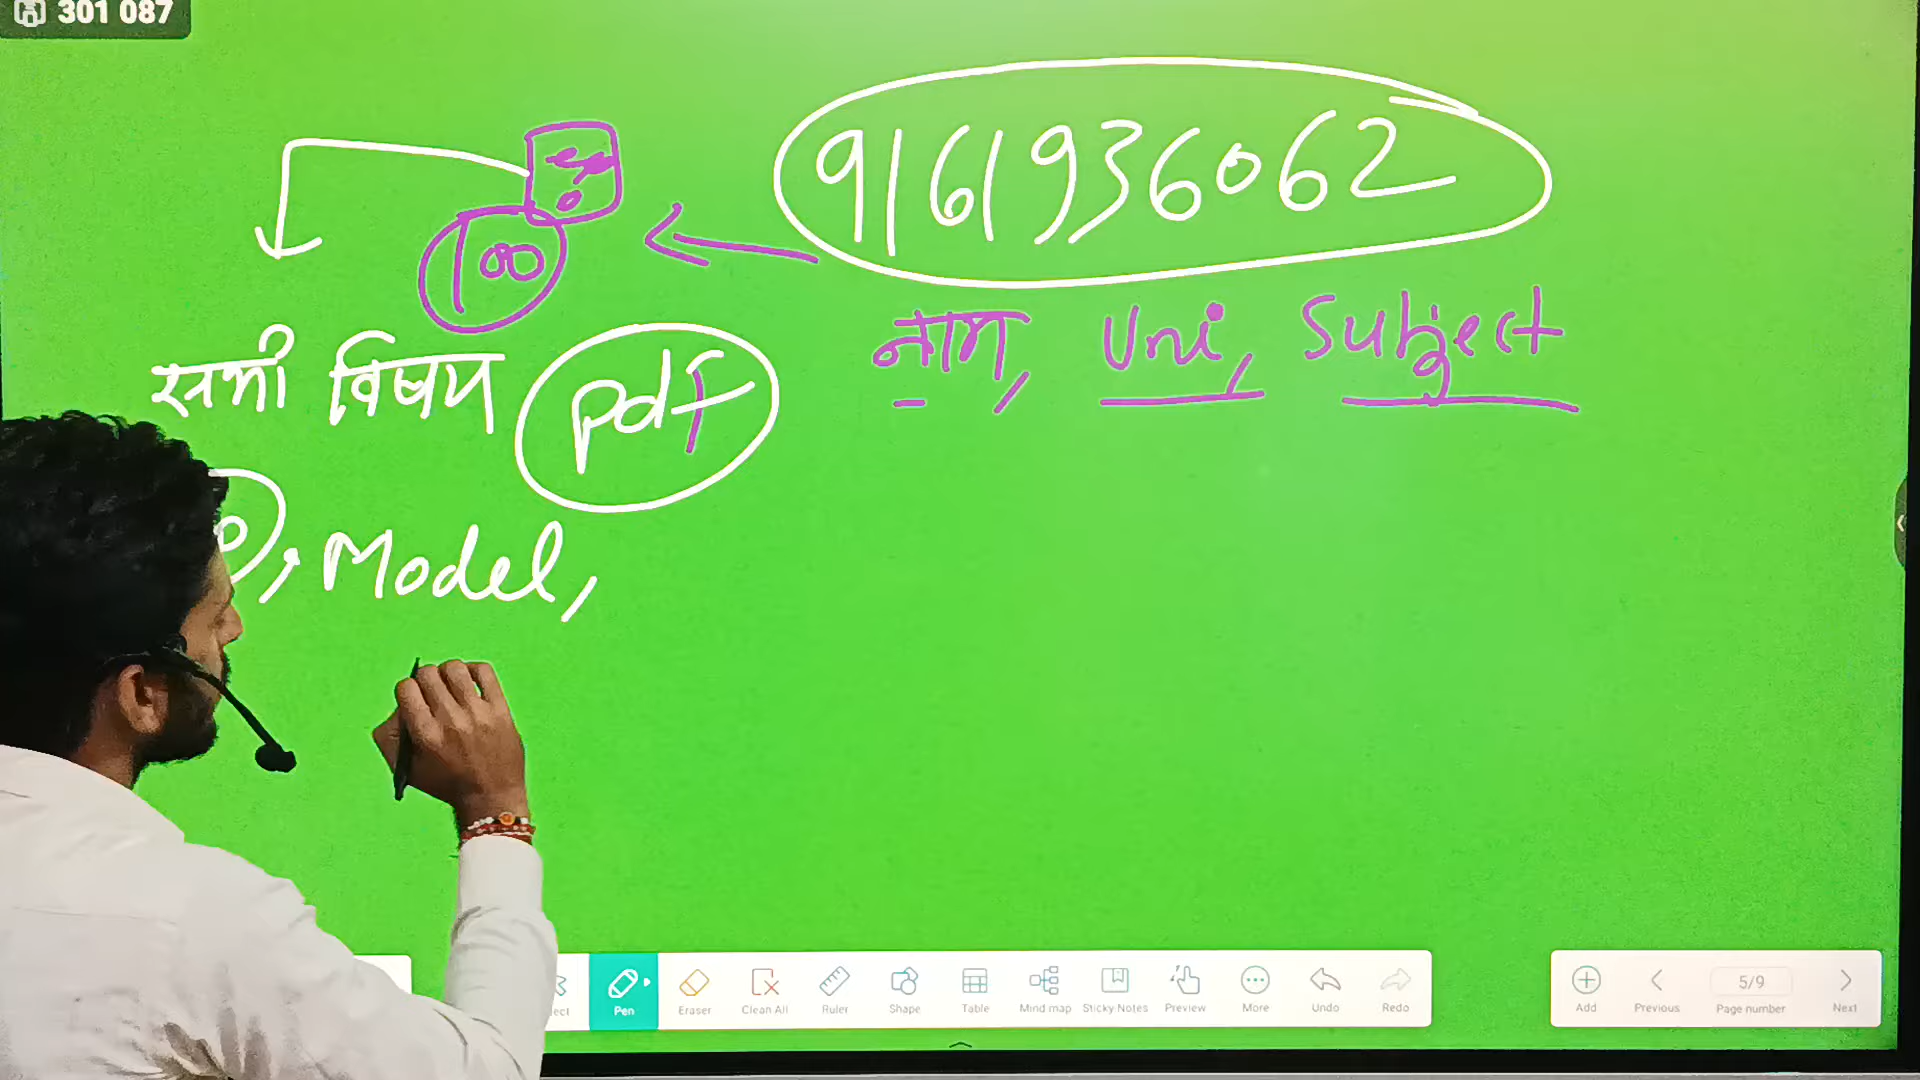 301 087
9161936062
100
नाम, Uni, Subject
सभी विषय pdf
, Model,
Pen
Eraser
Clean All
Ruler
Shape
Table
Mind map
Sticky Notes
Preview
More
Undo
Redo
Add
Previous
5/9
Page number
Next